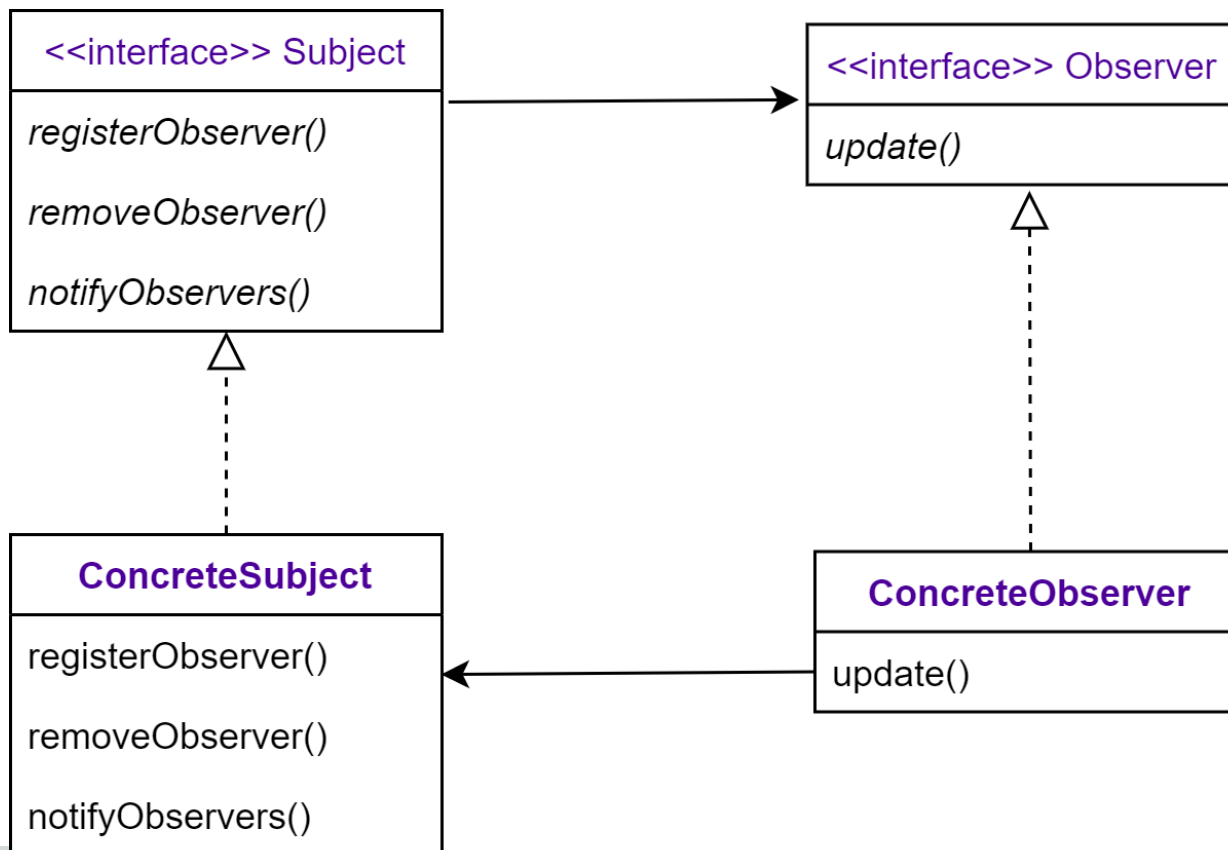 <<interface>> Subject
registerObserver()
removeObserver()
notifyObservers()
<<interface>> Observer
update()
ConcreteSubject
registerObserver()
removeObserver()
notifyObservers()
ConcreteObserver
update()